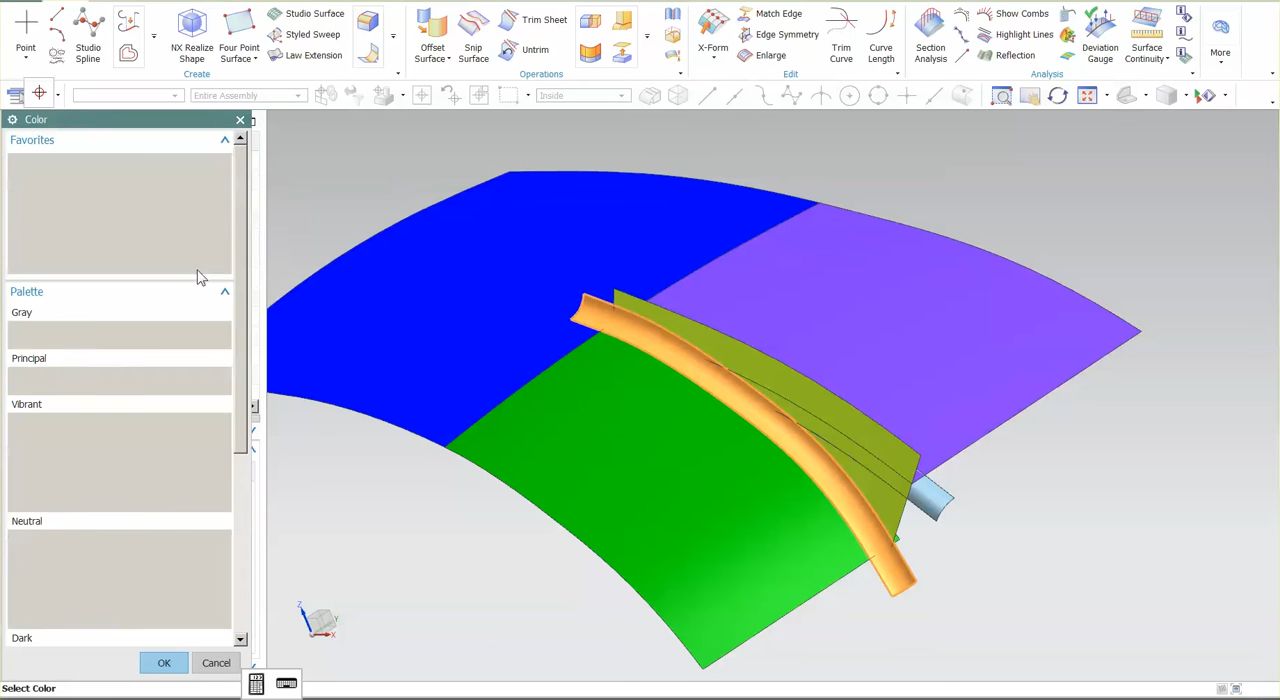 Point
Studio
Spline
Create
NX Realize
Shape
Four Point
Surface
Studio Surface
Styled Sweep
Law Extension
Offset
Surface
Snip
Surface
Trim Sheet
Untrim
Operations
X-Form
Match Edge
Edge Symmetry
Enlarge
Edit
Trim
Curve
Curve
Length
Section
Analysis
Show Combs
Highlight Lines
Reflection
Analysis
Deviation
Gauge
Surface
Continuity
More
Entire Assembly
Inside
Color
Favorites
Palette
Gray
Principal
Vibrant
Neutral
Dark
OK
Cancel
Select Color
Z
Y
X